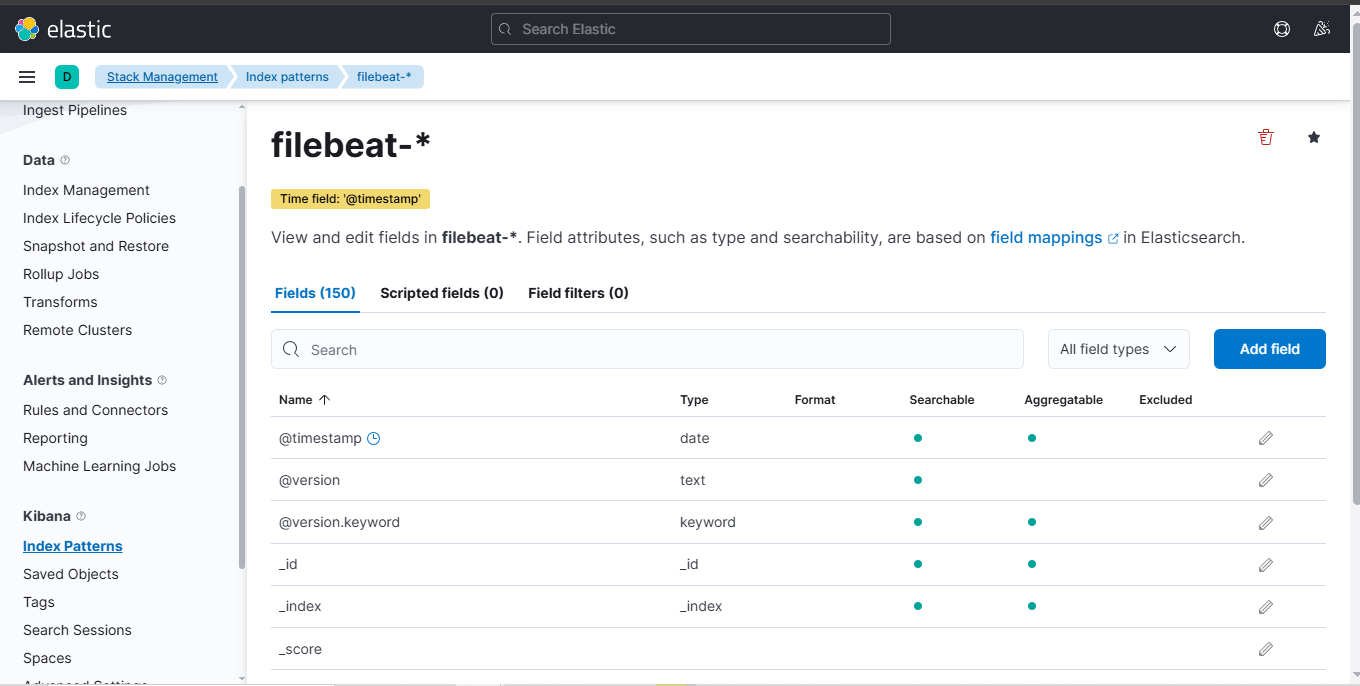 elastic
Search Elastic
D
Stack Management
Index patterns
filebeat-*
Ingest Pipelines
Data
Index Management
Index Lifecycle Policies
Snapshot and Restore
Rollup Jobs
Transforms
Remote Clusters
Alerts and Insights
Rules and Connectors
Reporting
Machine Learning Jobs
Kibana
Index Patterns
Saved Objects
Tags
Search Sessions
Spaces
Advanced Settings
filebeat-*
Time field: '@timestamp'
View and edit fields in filebeat-*. Field attributes, such as type and searchability, are based on field mappings in Elasticsearch.
Fields (150) Scripted fields (0) Field filters (0)
Search All field types Add field
Name Type Format Searchable Aggregatable Excluded
@timestamp date
@version text
@version.keyword keyword
_id _id
_index _index
_score